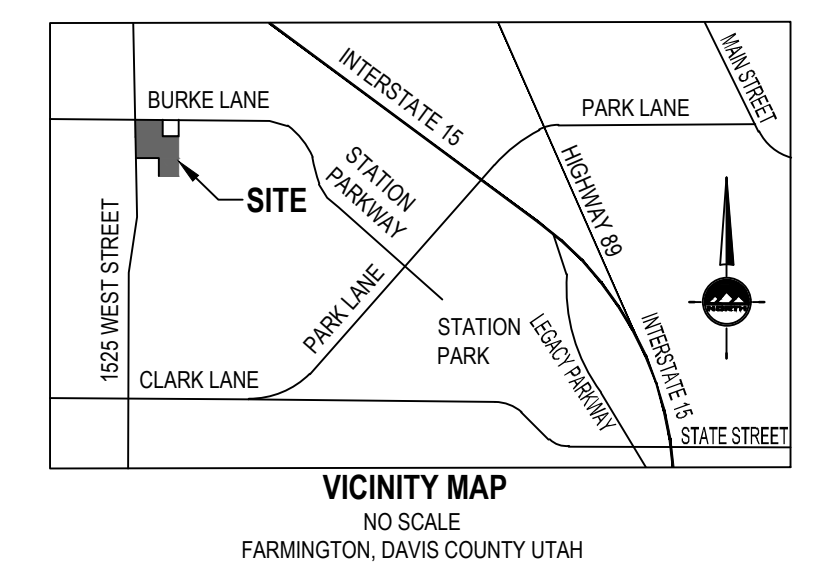 INTERSTATE 15
MAIN STREET
BURKE LANE
PARK LANE
STATION
PARKWAY
HIGHWAY 89
SITE
1525 WEST STREET
PARK LANE
STATION
PARK
LEGACY PARKWAY
INTERSTATE 15
NORTH
CLARK LANE
STATE STREET
VICINITY MAP
NO SCALE
FARMINGTON, DAVIS COUNTY UTAH